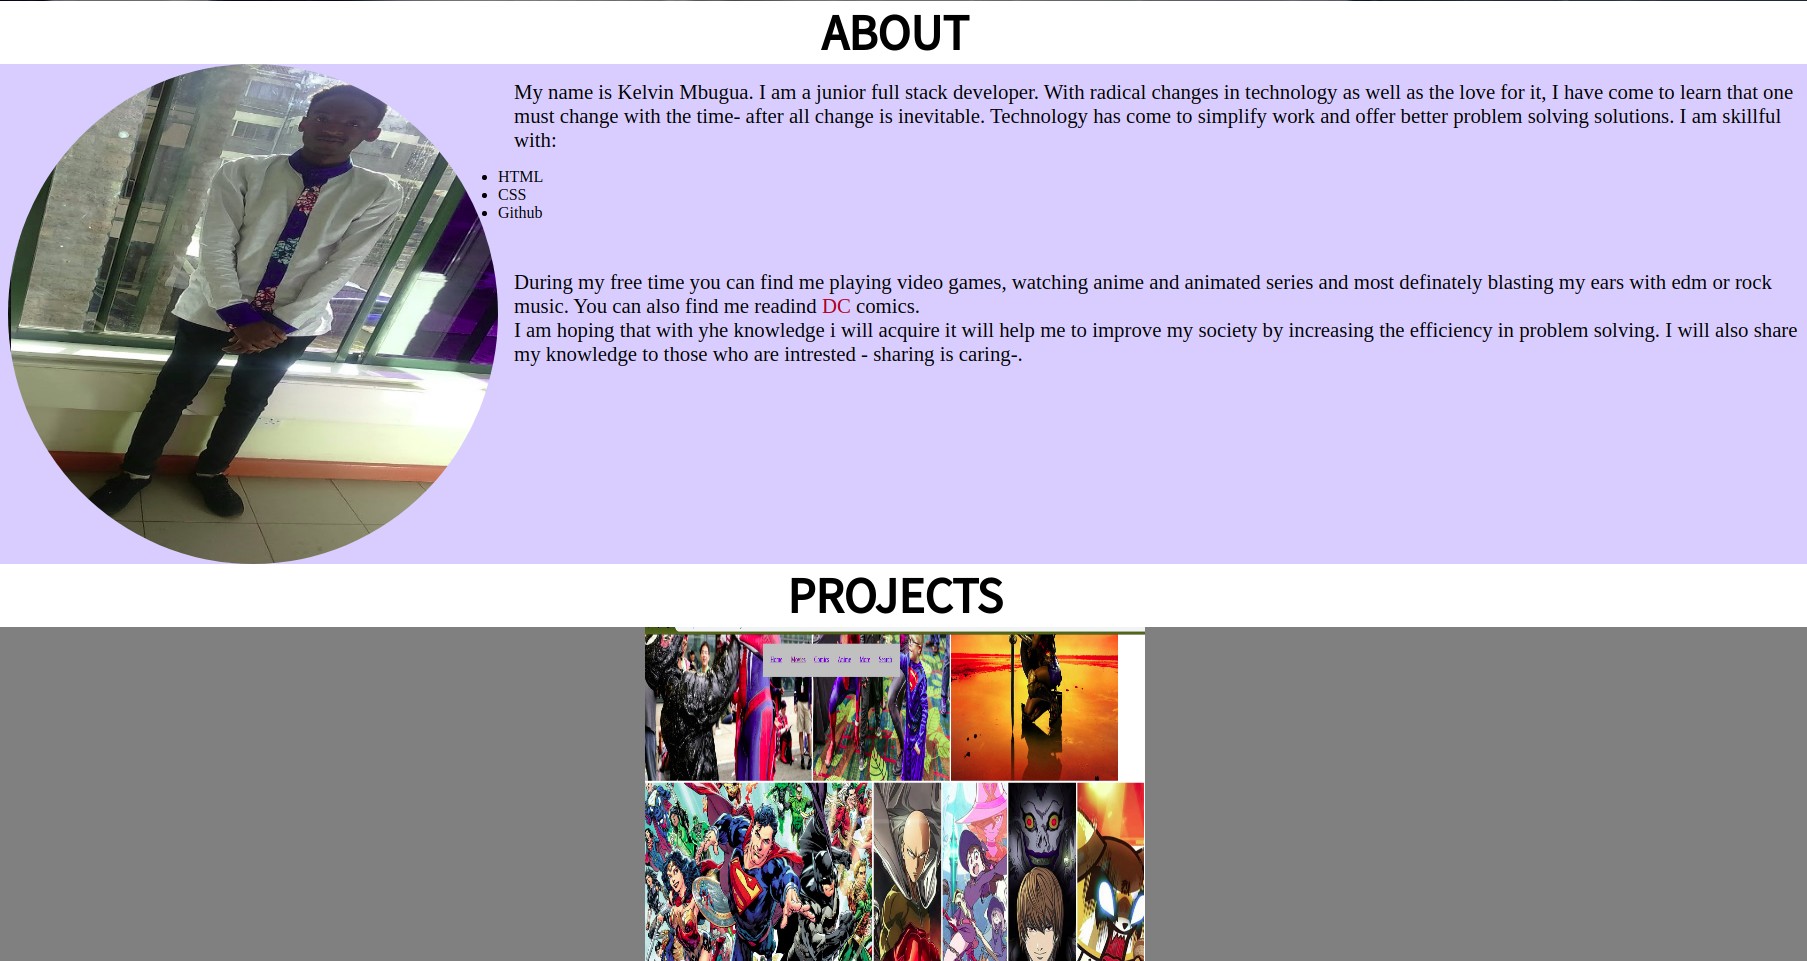 ABOUT
My name is Kelvin Mbugua. I am a junior full stack developer. With radical changes in technology as well as the love for it, I have come to learn that one
must change with the time- after all change is inevitable. Technology has come to simplify work and offer better problem solving solutions. I am skillful
with:
HTML
CSS
Github
During my free time you can find me playing video games, watching anime and animated series and most definately blasting my ears with edm or rock
music. You can also find me readind DC comics.
I am hoping that with yhe knowledge i will acquire it will help me to improve my society by increasing the efficiency in problem solving. I will also share
my knowledge to those who are intrested - sharing is caring-.
PROJECTS
Home Movies Comics Anime More Search